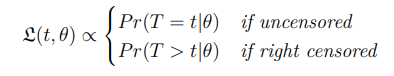 𝔏(t, θ) ∝ { Pr(T = t|θ) if uncensored
Pr(T > t|θ) if right censored